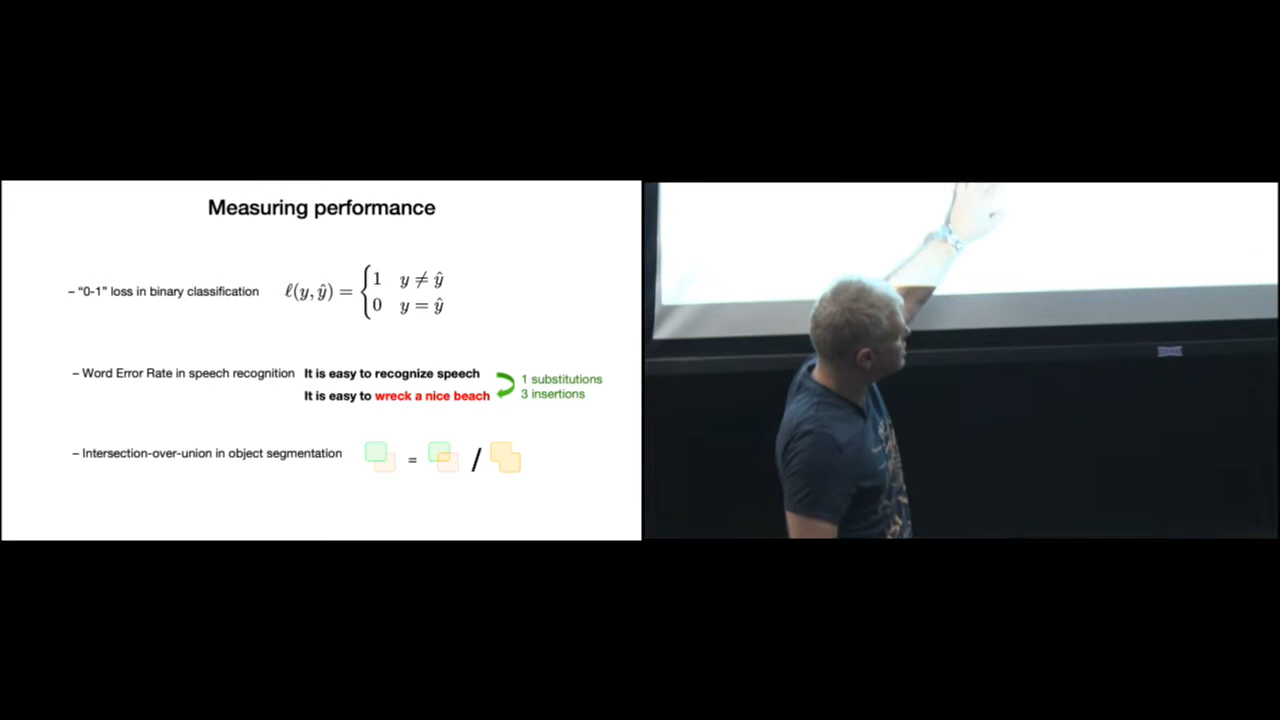 Measuring performance
– “0-1” loss in binary classification ℓ(y, ŷ) = { 1 y ≠ ŷ
0 y = ŷ
– Word Error Rate in speech recognition It is easy to recognize speech
It is easy to wreck a nice beach
1 substitutions
3 insertions
– Intersection-over-union in object segmentation = /